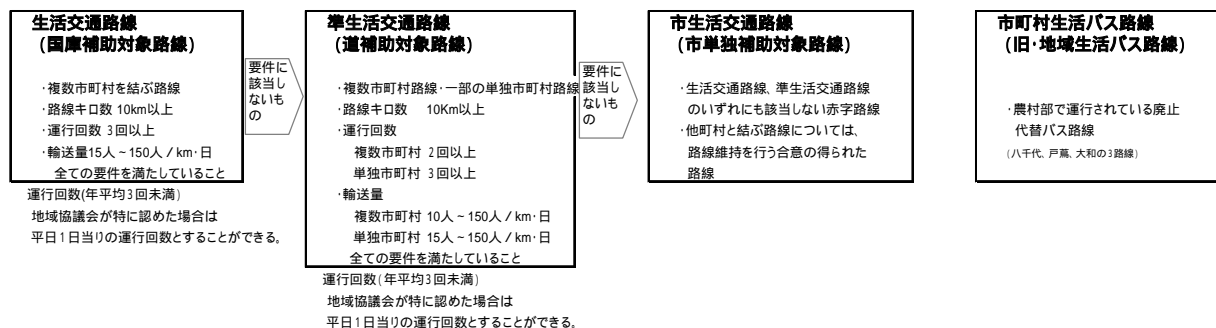 生活交通路線
(国庫補助対象路線)
・複数市町村を結ぶ路線
・路線キロ数 10km以上
・運行回数 3回以上
・輸送量15人～150人/km・日
全ての要件を満たしていること
運行回数(年平均3回未満)
地域協議会が特に認めた場合は
平日1日当りの運行回数とすることができる。
要件に
該当し
ないも
の
準生活交通路線
(道補助対象路線)
・複数市町村路線・一部の単独市町村路線
・路線キロ数 10Km以上
・運行回数
複数市町村 2回以上
単独市町村 3回以上
・輸送量
複数市町村 10人～150人/km・日
単独市町村 15人～150人/km・日
全ての要件を満たしていること
運行回数(年平均3回未満)
地域協議会が特に認めた場合は
平日1日当りの運行回数とすることができる。
要件に
該当し
ないも
の
市生活交通路線
(市単独補助対象路線)
・生活交通路線、準生活交通路線
のいずれにも該当しない赤字路線
・他町村と結ぶ路線については、
路線維持を行う合意の得られた
路線
市町村生活バス路線
(旧・地域生活バス路線)
・農村部で運行されている廃止
代替バス路線
(八千代、戸蔦、大和の3路線)